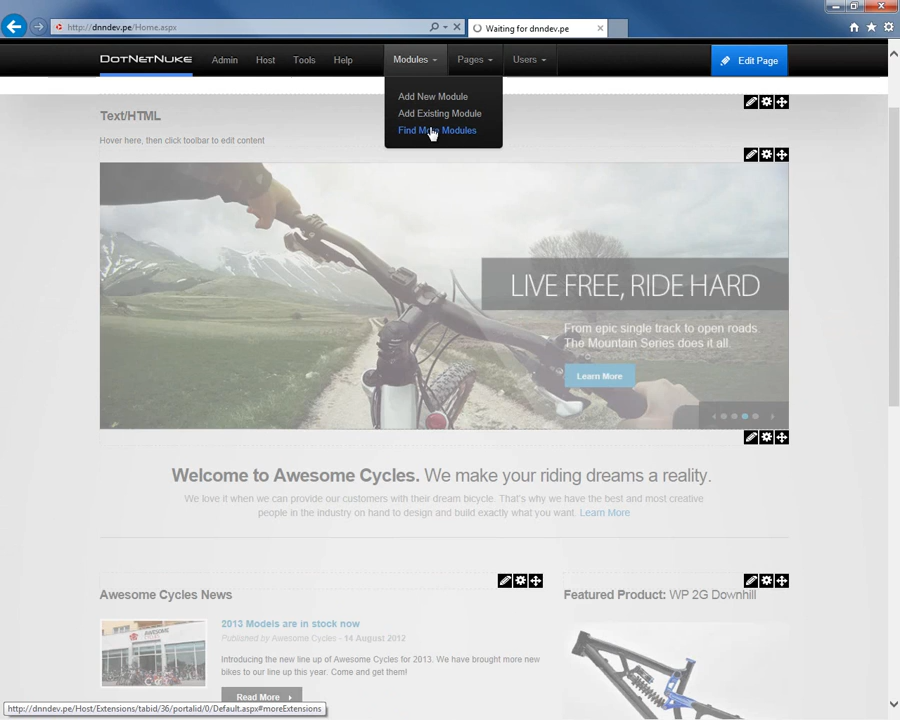 http://dnndev.pe/Home.aspx
Waiting for dnndev.pe
DOTNETNUKE
Admin
Host
Tools
Help
Modules
Pages
Users
Edit Page
Add New Module
Add Existing Module
Find More Modules
Text/HTML
Hover here, then click toolbar to edit content
LIVE FREE, RIDE HARD
From epic single track to open roads.
The Mountain Series does it all.
Learn More
Welcome to Awesome Cycles. We make your riding dreams a reality.
We love it when we can provide our customers with their dream bicycle. That's why we have the best and most creative
people in the industry on hand to design and build exactly what you want. Learn More
Awesome Cycles News
2013 Models are in stock now
Published by Awesome Cycles - 14 August 2012
Introducing the new line up of Awesome Cycles for 2013. We have brought more new
bikes to our line up this year. Come and get them!
Read More
Featured Product: WP 2G Downhill
http://dnndev.pe/Host/Extensions/tabid/36/portalid/0/Default.aspx#moreExtensions